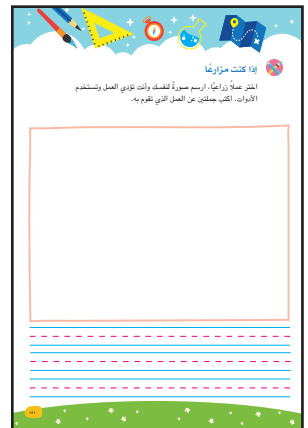 إذا كنت مزارعًا
اختر عملًا زراعيًّا، ارسم صورةً لنفسك وأنت تؤدي العمل وتستخدم
الأدوات. اكتب جملتين عن العمل الذي تقوم به.